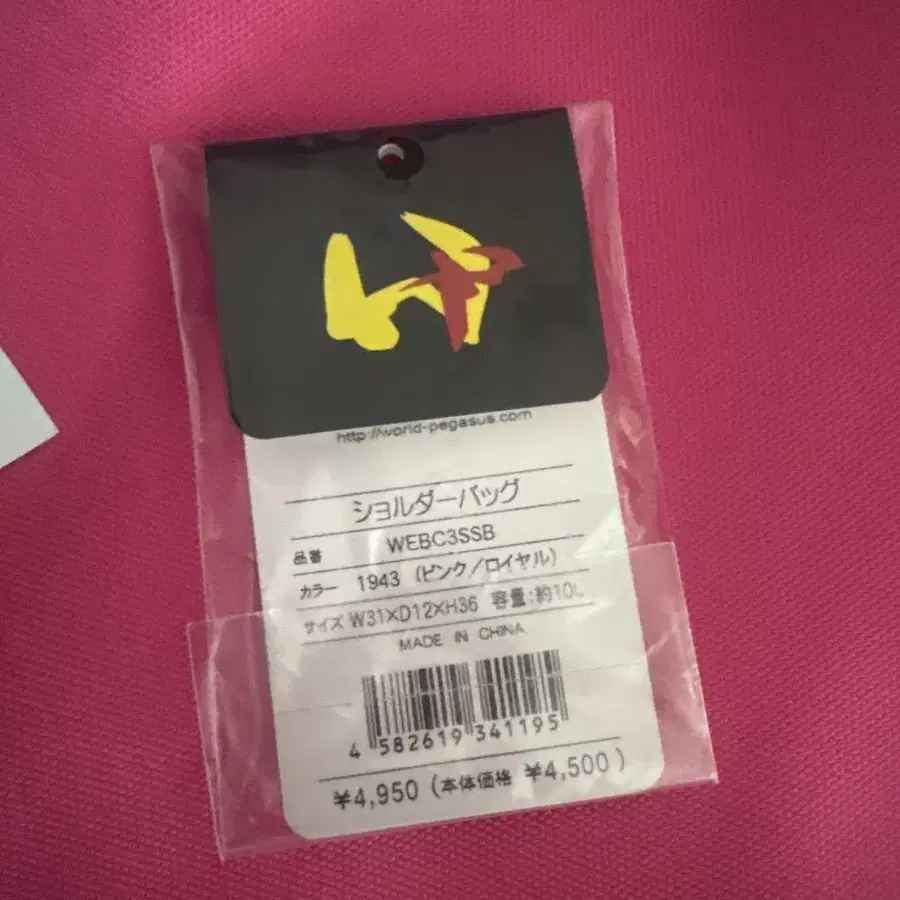 http://world-pegasus.com
ショルダーバッグ
品番 WEBC3SSB
カラー 1943 (ピンク/ロイヤル)
サイズ W31×D12×H36 容量:約10L
MADE IN CHINA
4 582619 341195
¥4,950 (本体価格 ¥4,500)